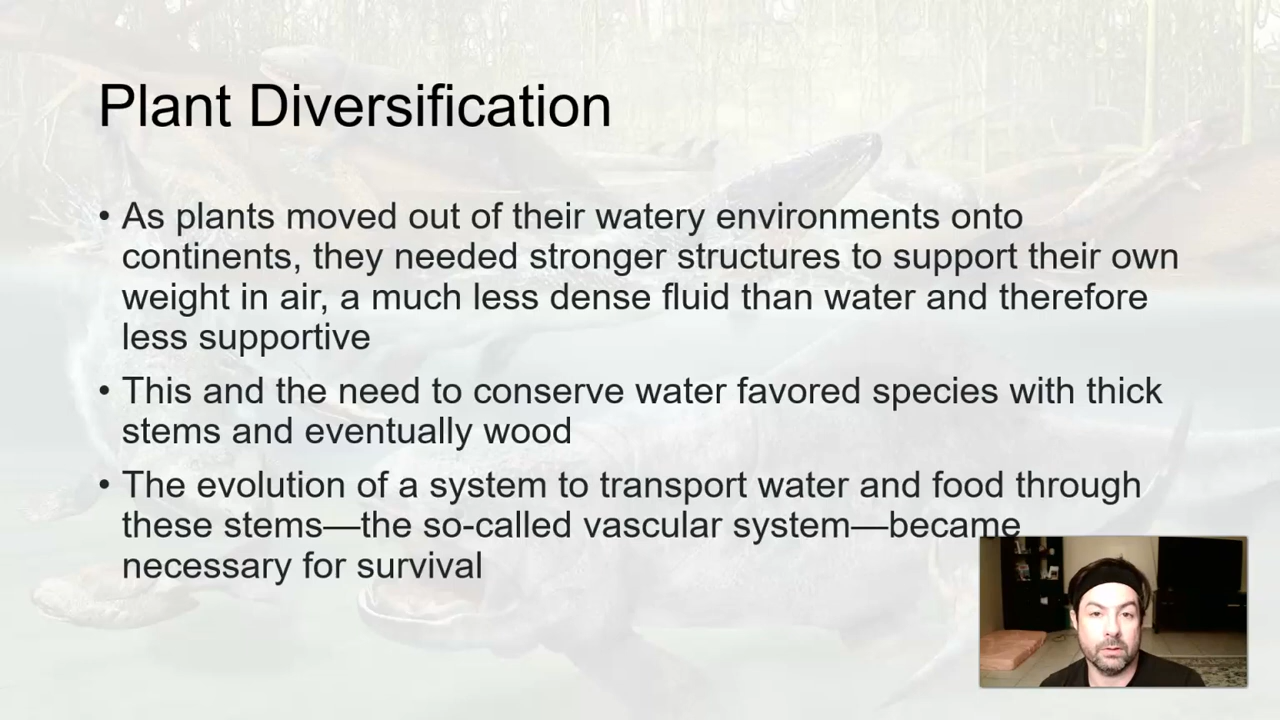 Plant Diversification
• As plants moved out of their watery environments onto
continents, they needed stronger structures to support their own
weight in air, a much less dense fluid than water and therefore
less supportive
• This and the need to conserve water favored species with thick
stems and eventually wood
• The evolution of a system to transport water and food through
these stems—the so-called vascular system—became
necessary for survival